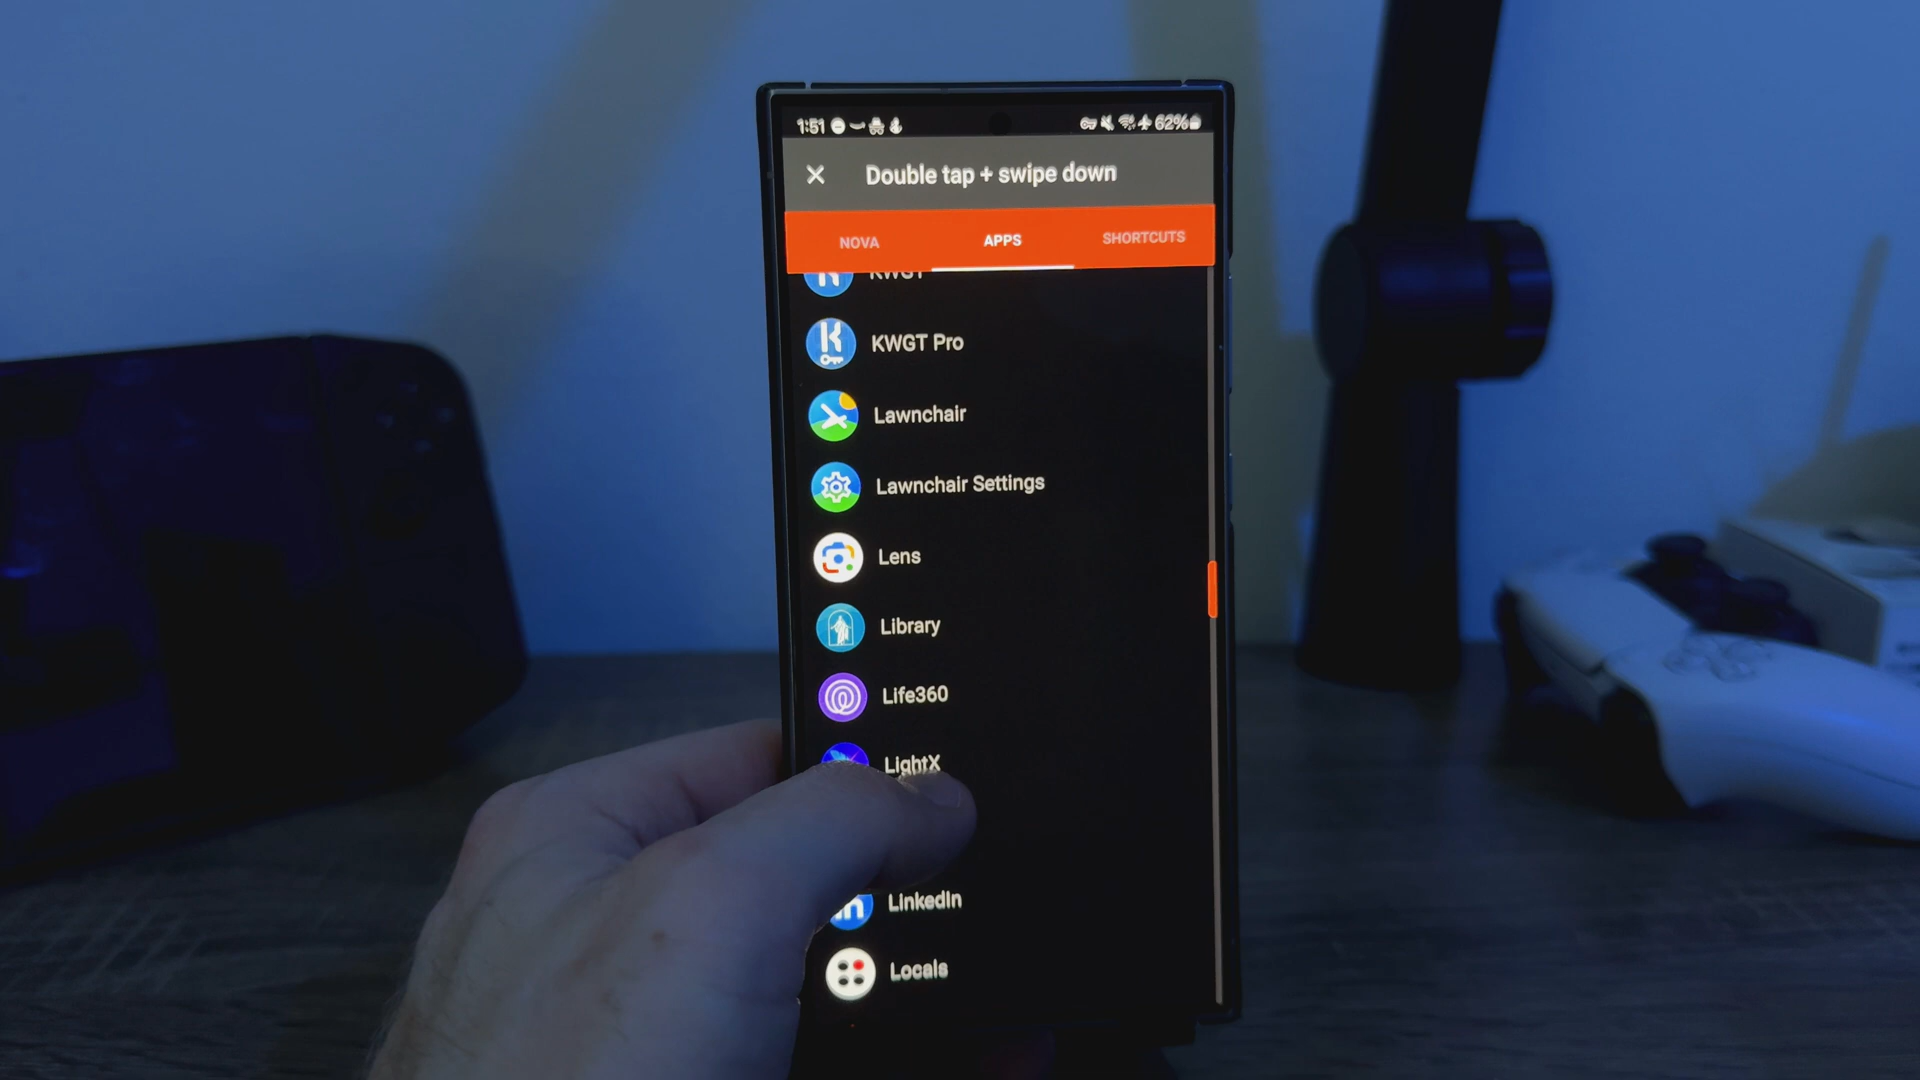 1:51
62%
Double tap + swipe down
NOVA
APPS
SHORTCUTS
KWGT
KWGT Pro
Lawnchair
Lawnchair Settings
Lens
Library
Life360
LightX
LinkedIn
Locals